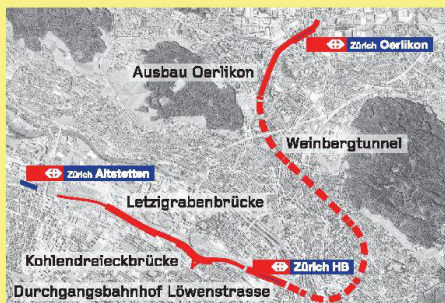 Zürich Oerlikon
Ausbau Oerlikon
Weinbergtunnel
Zürich Altstetten
Letzigrabenbrücke
Kohlendreieckbrücke
Zürich HB
Durchgangsbahnhof Löwenstrasse